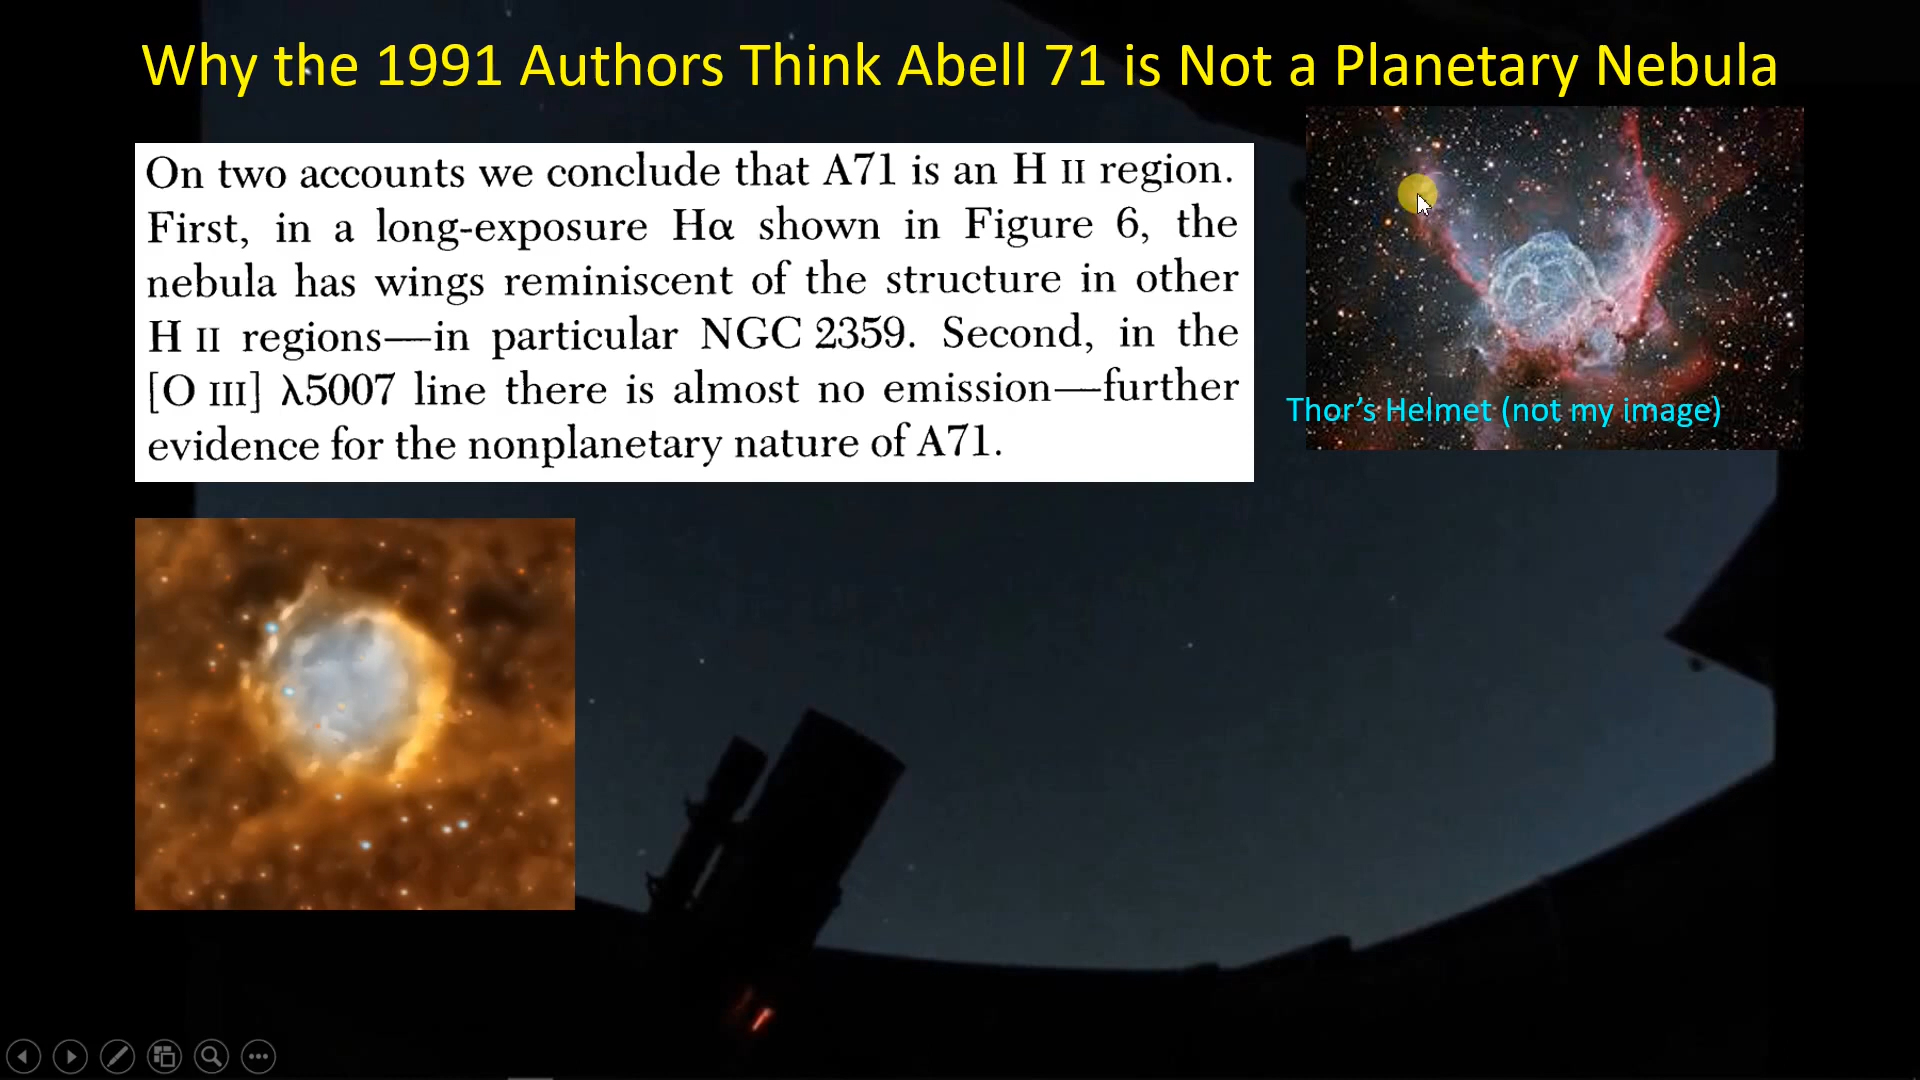 Why the 1991 Authors Think Abell 71 is Not a Planetary Nebula
On two accounts we conclude that A71 is an H II region.
First, in a long-exposure Hα shown in Figure 6, the
nebula has wings reminiscent of the structure in other
H II regions—in particular NGC 2359. Second, in the
[O III] λ5007 line there is almost no emission—further
evidence for the nonplanetary nature of A71.
Thor’s Helmet (not my image)